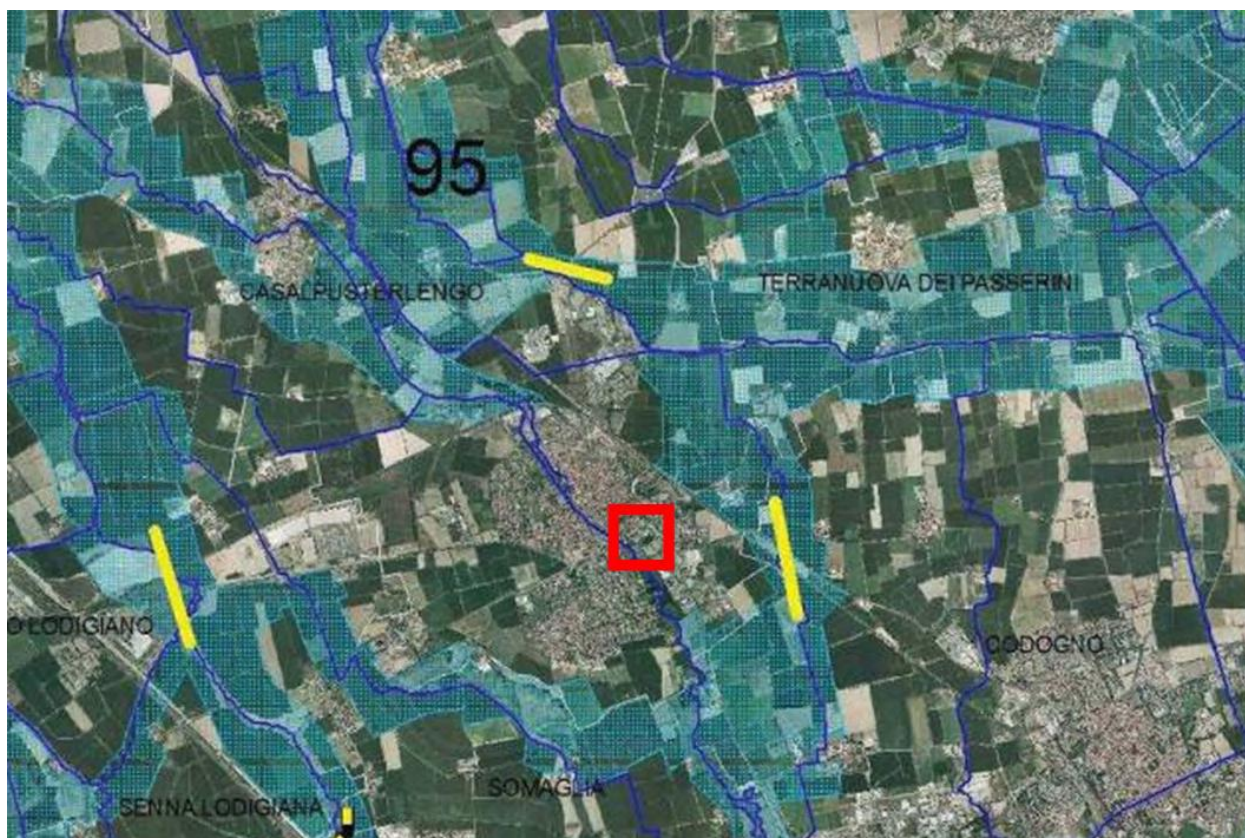 95
CASALPUSTERLENGO
TERRANUOVA DEI PASSERINI
O LODIGIANO
CODOGNO
SOMAGLIA
SENNA LODIGIANA